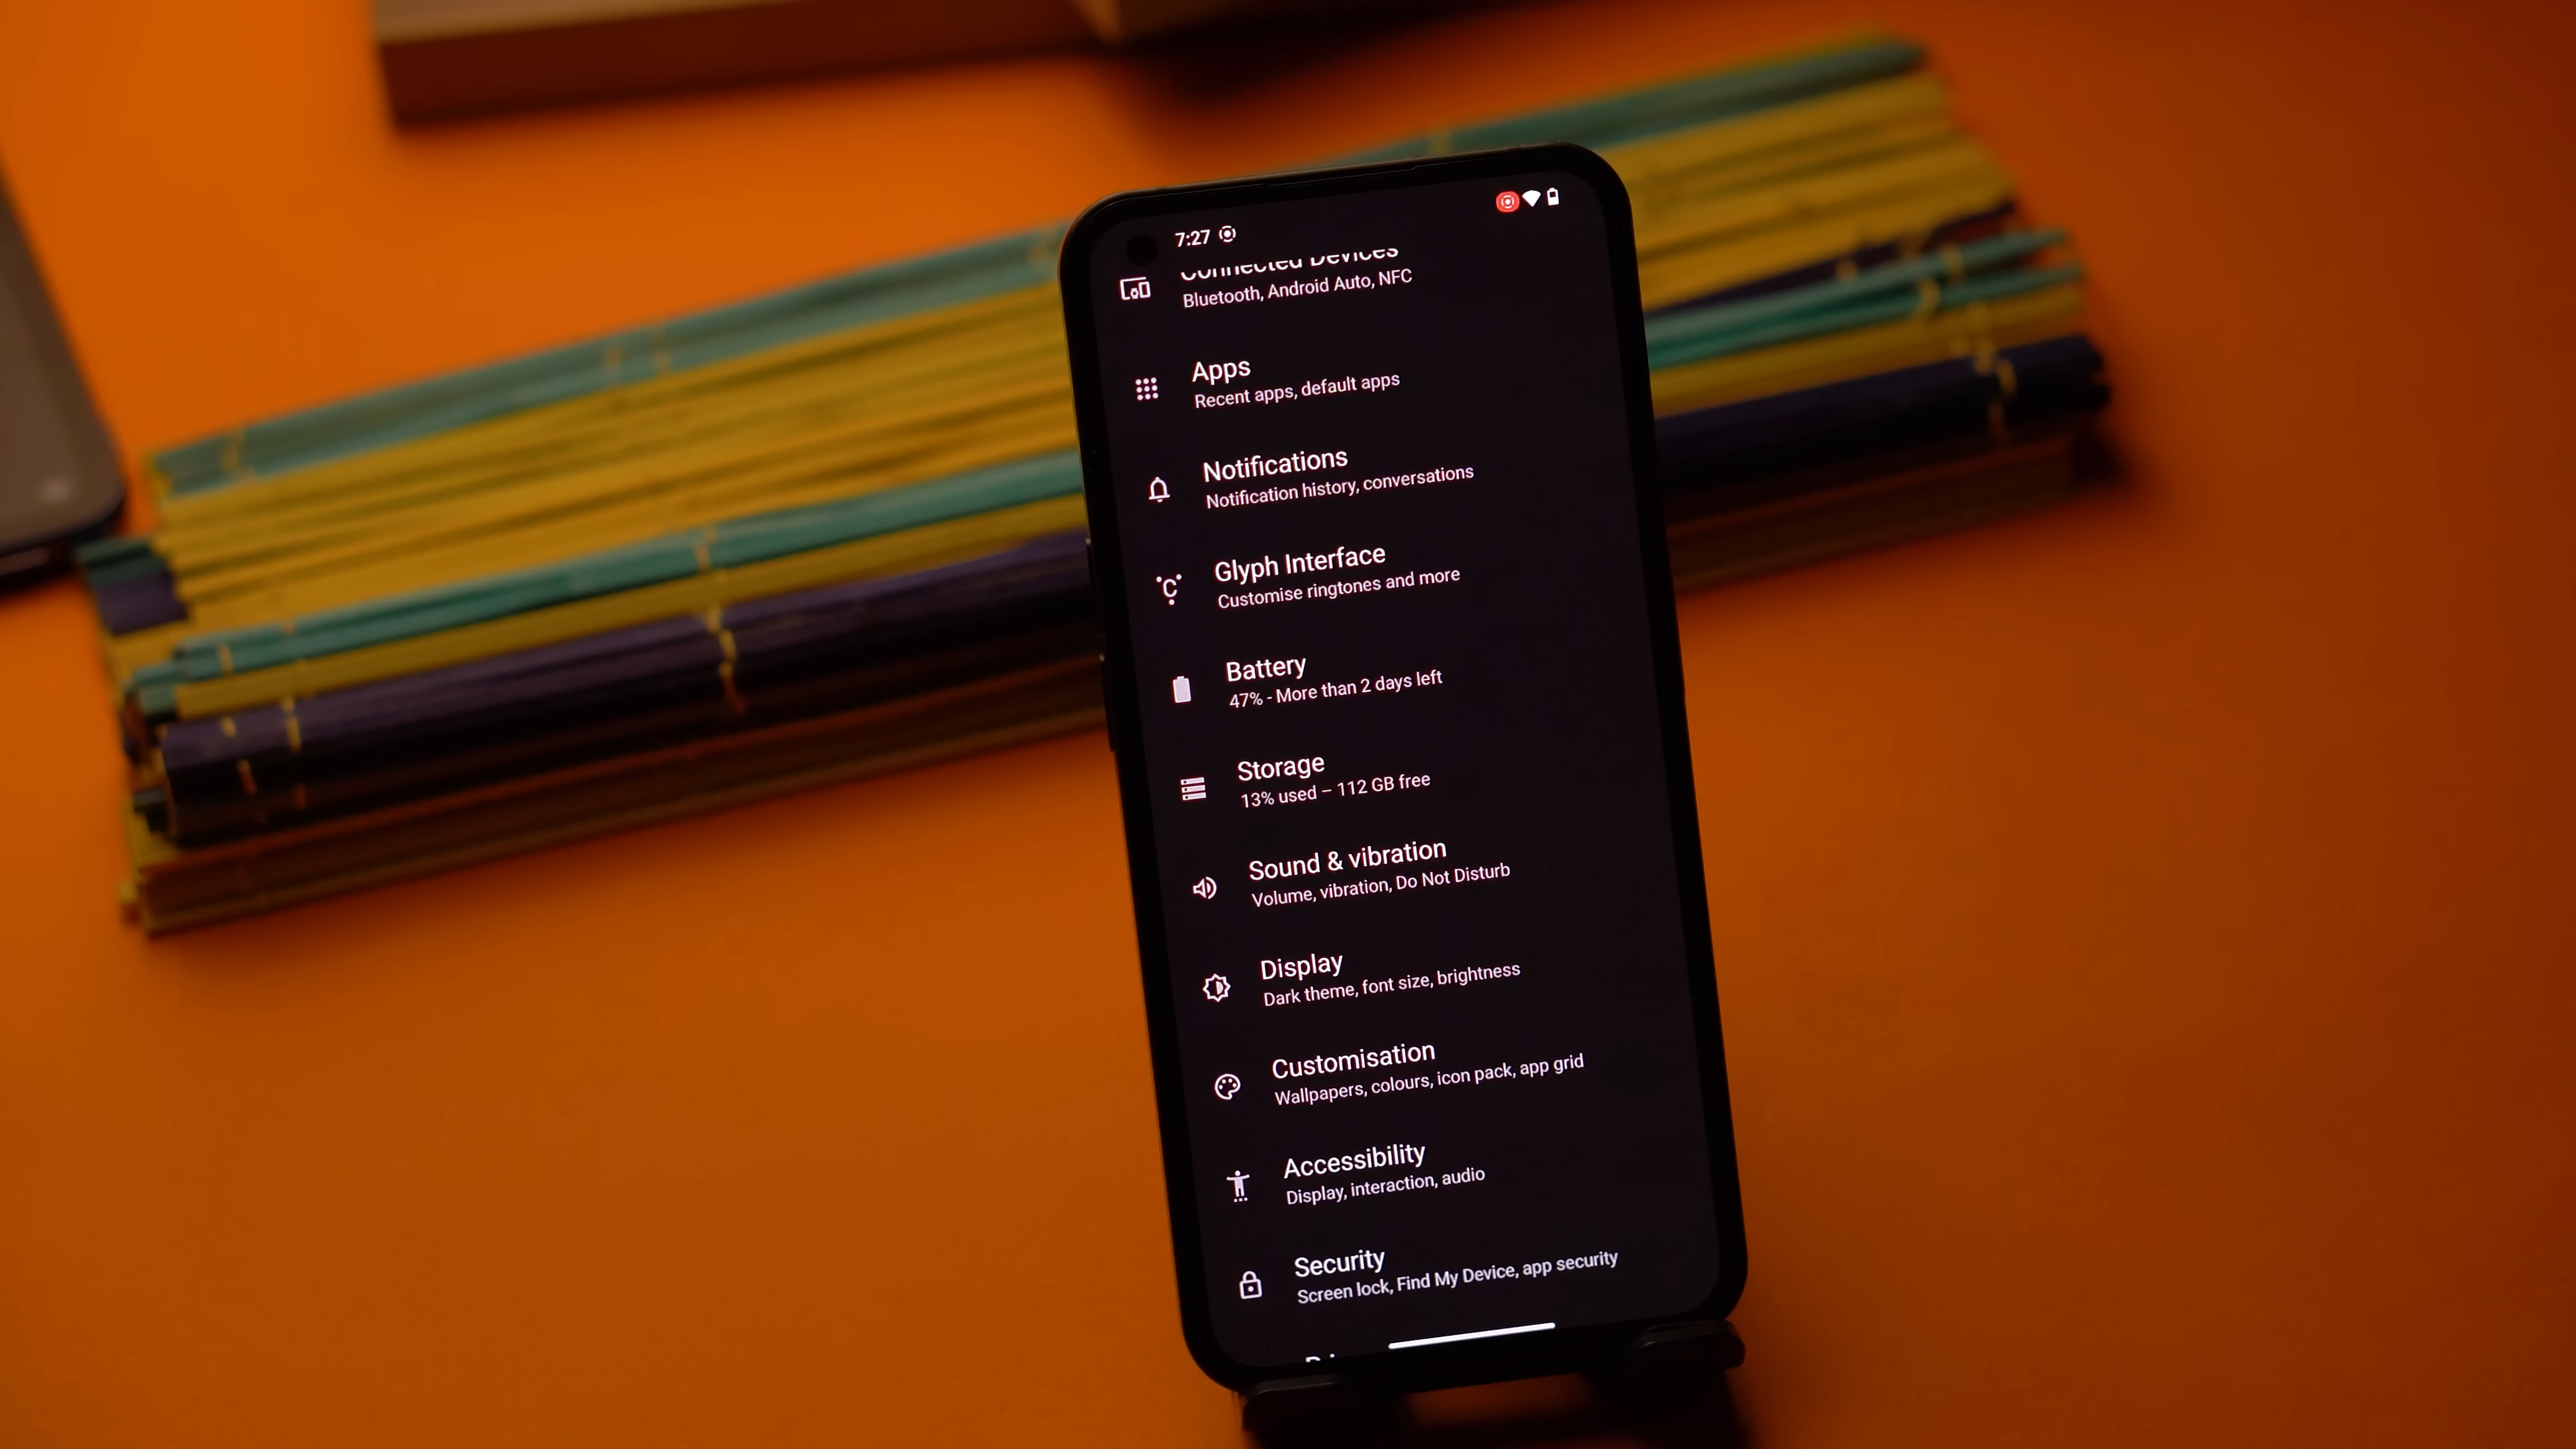 7:27
Connected Devices
Bluetooth, Android Auto, NFC
Apps
Recent apps, default apps
Notifications
Notification history, conversations
Glyph Interface
Customise ringtones and more
Battery
47% - More than 2 days left
Storage
13% used – 112 GB free
Sound & vibration
Volume, vibration, Do Not Disturb
Display
Dark theme, font size, brightness
Customisation
Wallpapers, colours, icon pack, app grid
Accessibility
Display, interaction, audio
Security
Screen lock, Find My Device, app security